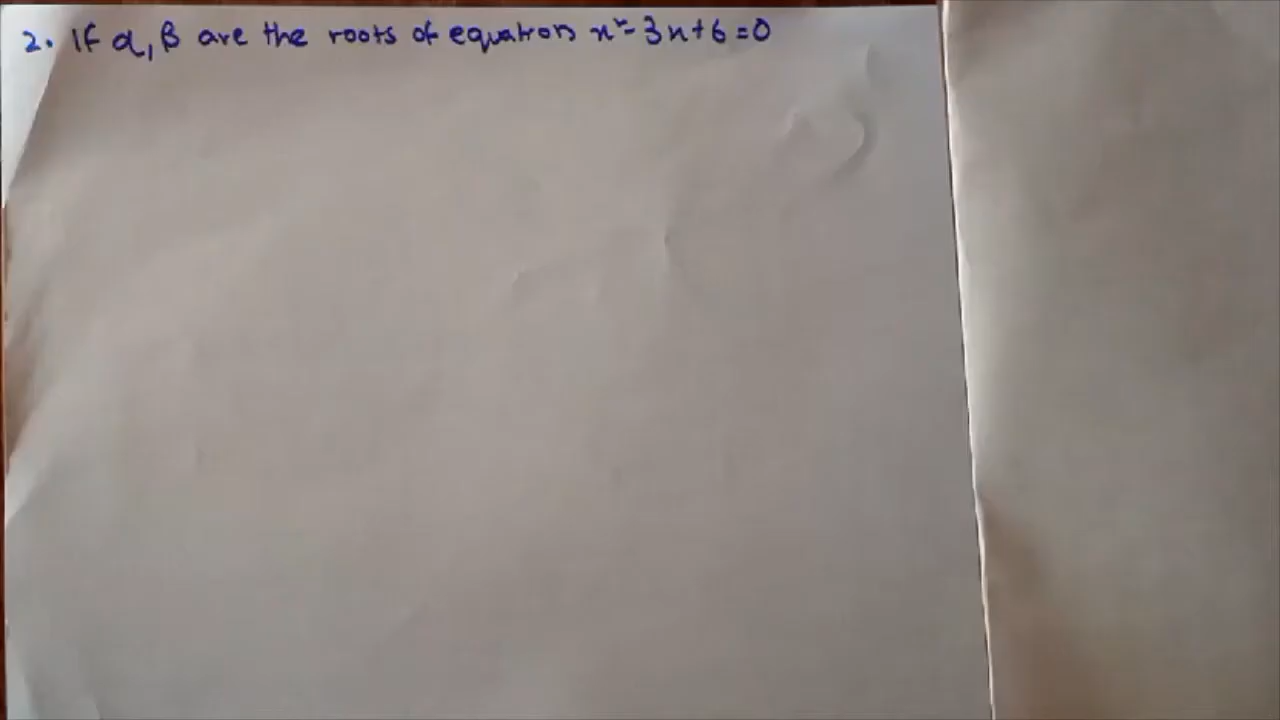 2. If α, β are the roots of equation x² - 3x + 6 = 0